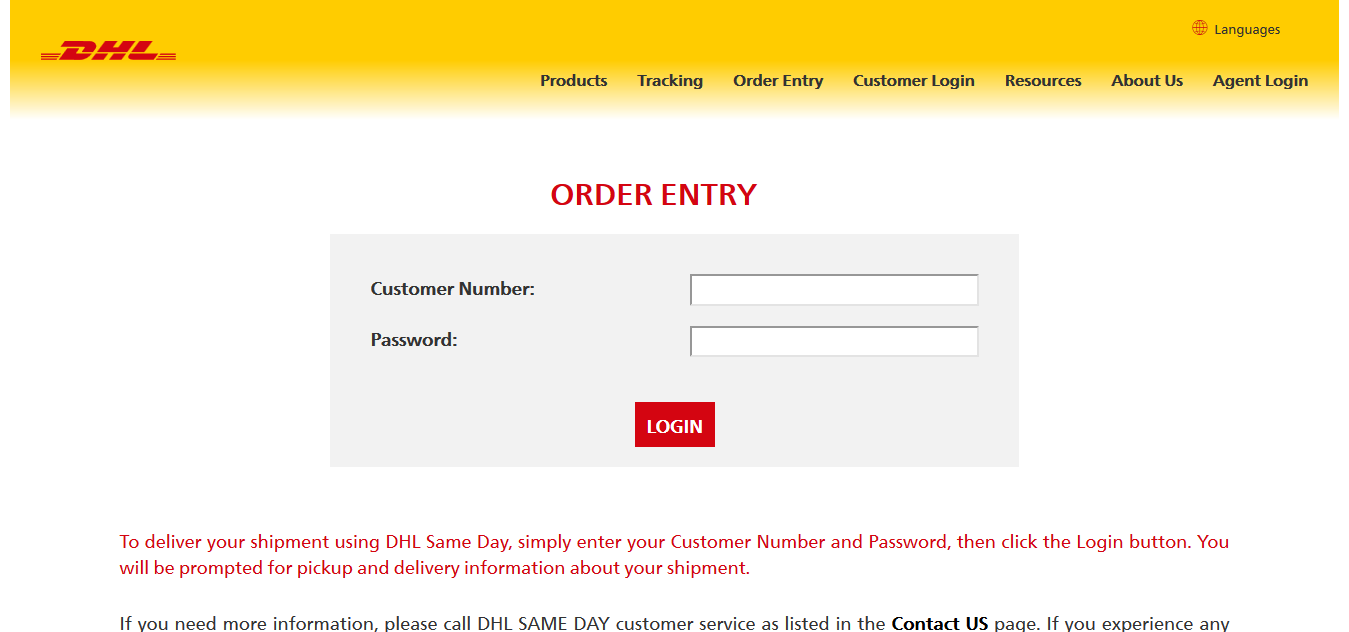 Languages
DHL
Products Tracking Order Entry Customer Login Resources About Us Agent Login
ORDER ENTRY
Customer Number:
Password:
LOGIN
To deliver your shipment using DHL Same Day, simply enter your Customer Number and Password, then click the Login button. You
will be prompted for pickup and delivery information about your shipment.
If you need more information, please call DHL SAME DAY customer service as listed in the Contact US page. If you experience any